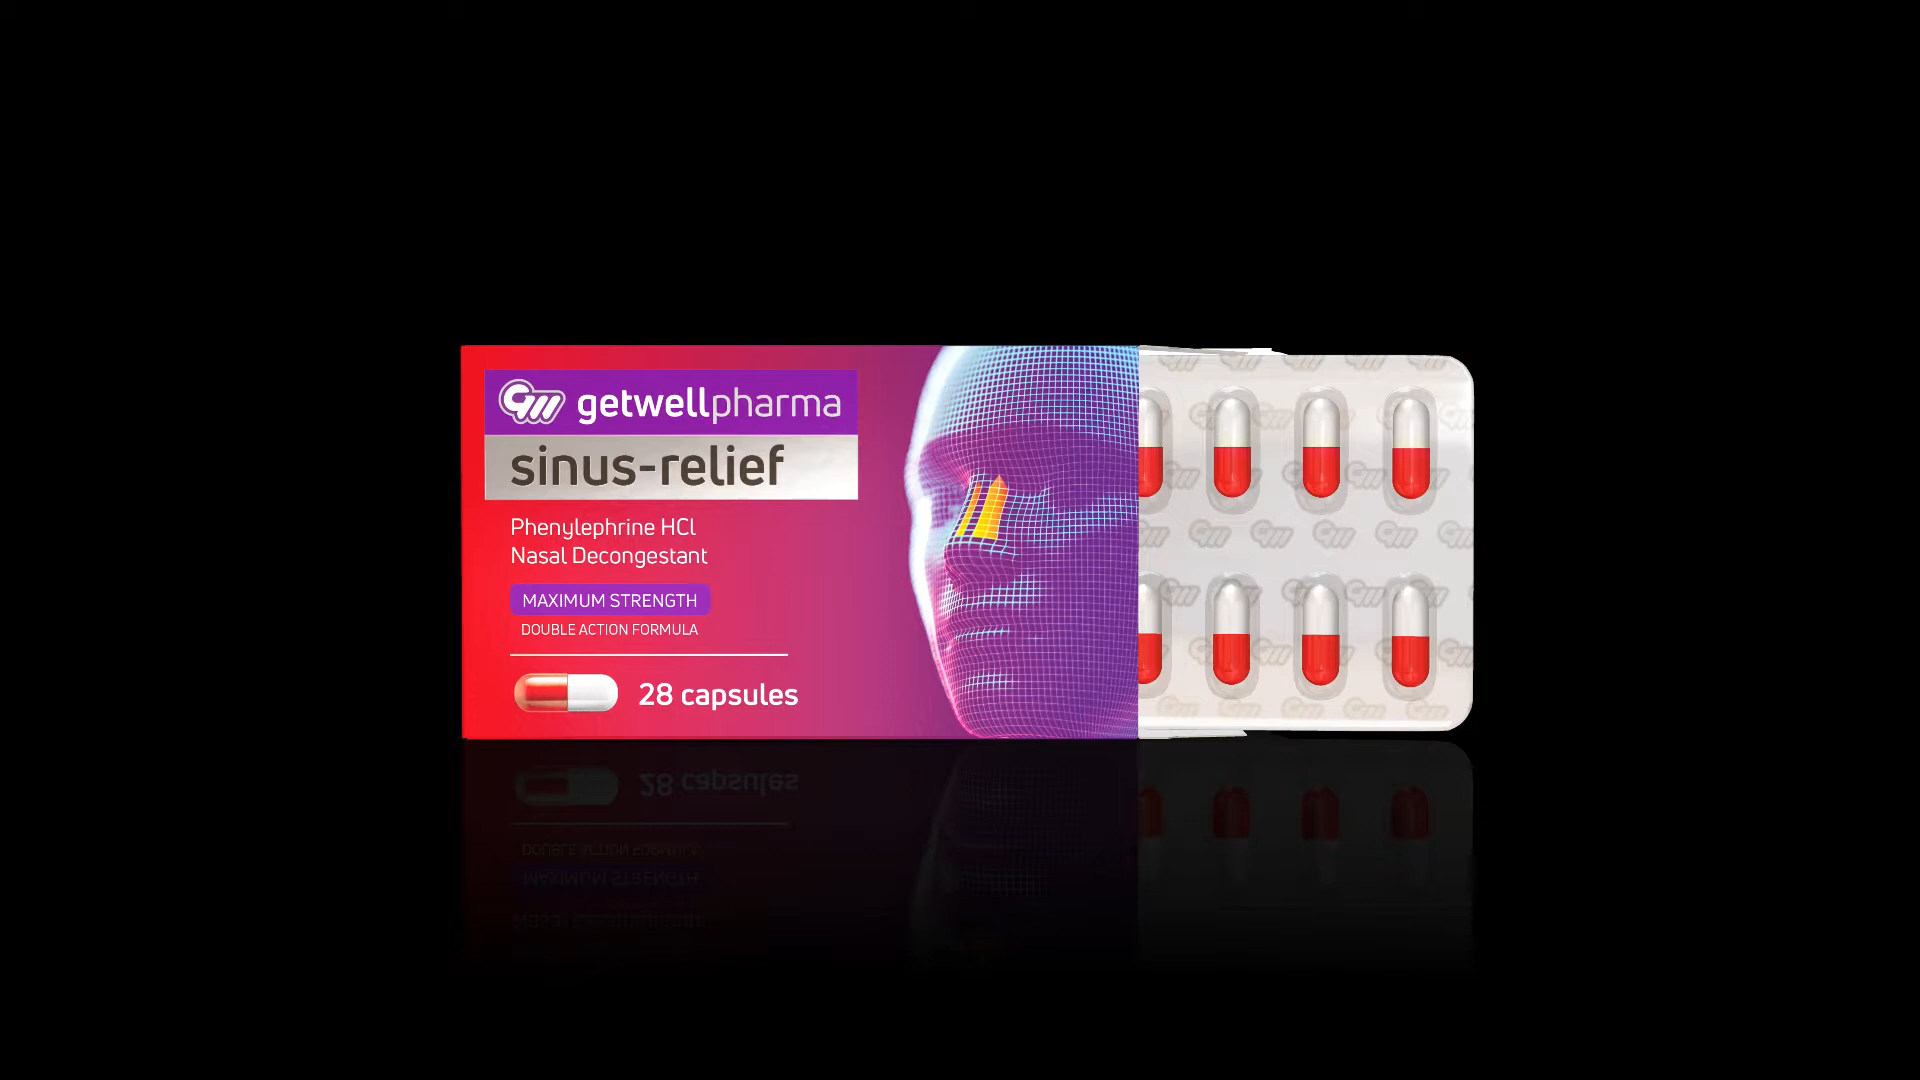 getwellpharma
sinus-relief
Phenylephrine HCl
Nasal Decongestant
MAXIMUM STRENGTH
DOUBLE ACTION FORMULA
28 capsules